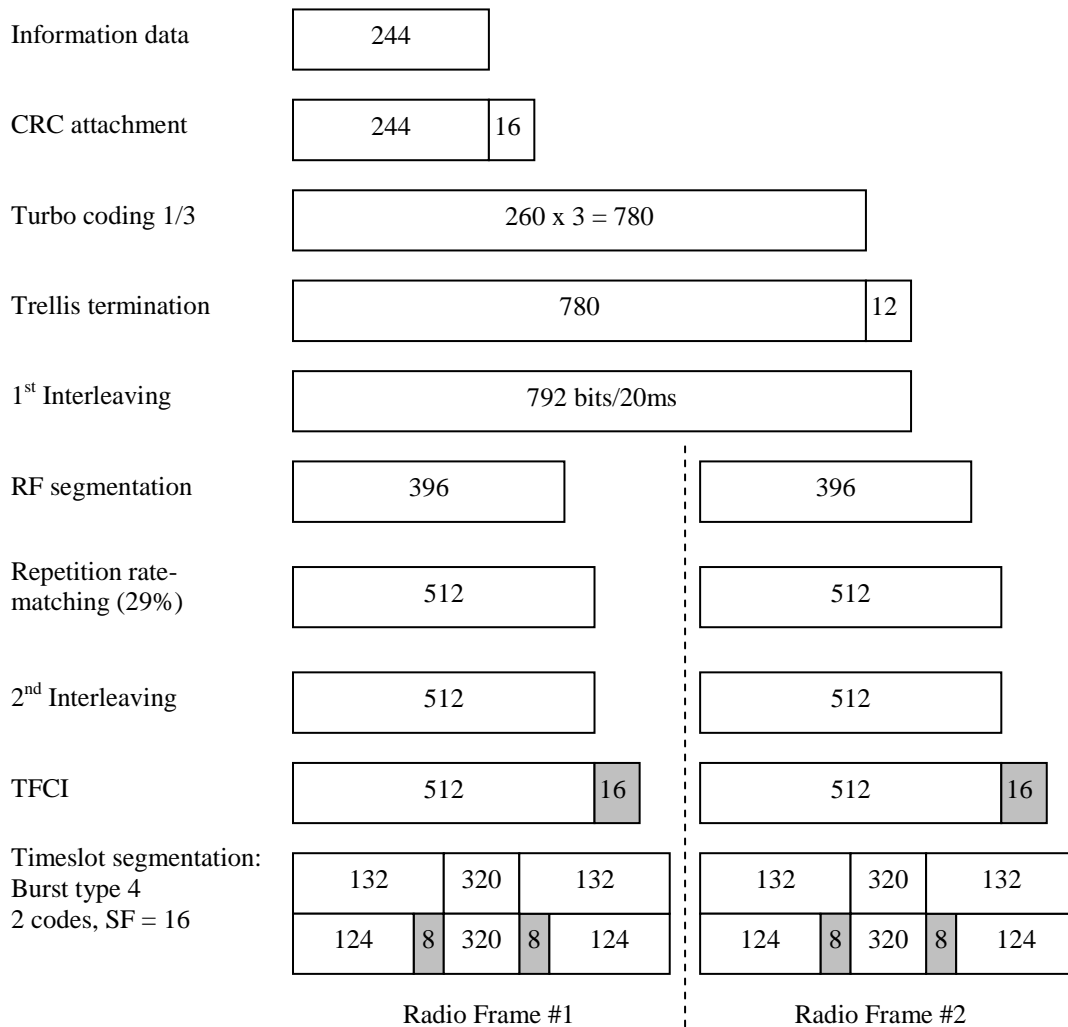 Information data
244
CRC attachment
244 16
Turbo coding 1/3
260 x 3 = 780
Trellis termination
780 12
1st Interleaving
792 bits/20ms
RF segmentation
396 396
Repetition rate-
matching (29%)
512 512
2nd Interleaving
512 512
TFCI
512 16 512 16
Timeslot segmentation:
Burst type 4
2 codes, SF = 16
132 320 132 132 320 132
124 8 320 8 124 124 8 320 8 124
Radio Frame #1 Radio Frame #2